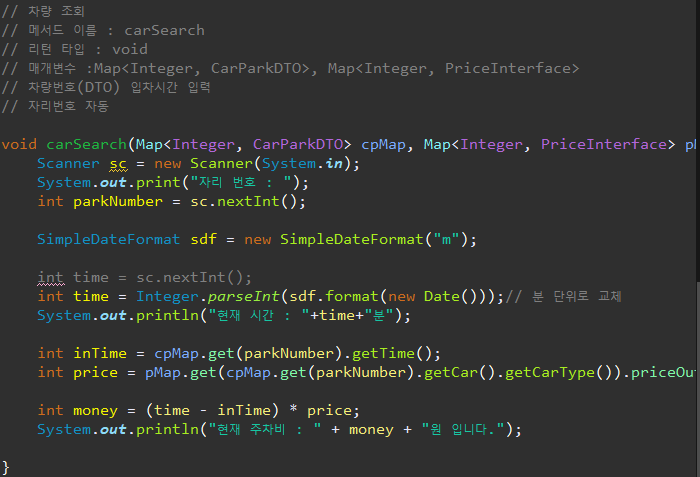 // 차량 조회
// 메서드 이름 : carSearch
// 리턴 타입 : void
// 매개변수 :Map<Integer, CarParkDTO>, Map<Integer, PriceInterface>
// 차량번호(DTO) 입차시간 입력
// 자리번호 자동
void carSearch(Map<Integer, CarParkDTO> cpMap, Map<Integer, PriceInterface> pM
Scanner sc = new Scanner(System.in);
System.out.print("자리 번호 : ");
int parkNumber = sc.nextInt();
SimpleDateFormat sdf = new SimpleDateFormat("m");
int time = sc.nextInt();
int time = Integer.parseInt(sdf.format(new Date()));// 분 단위로 교체
System.out.println("현재 시간 : "+time+"분");
int inTime = cpMap.get(parkNumber).getTime();
int price = pMap.get(cpMap.get(parkNumber).getCar().getCarType()).priceOu
int money = (time - inTime) * price;
System.out.println("현재 주차비 : " + money + "원 입니다.");
}